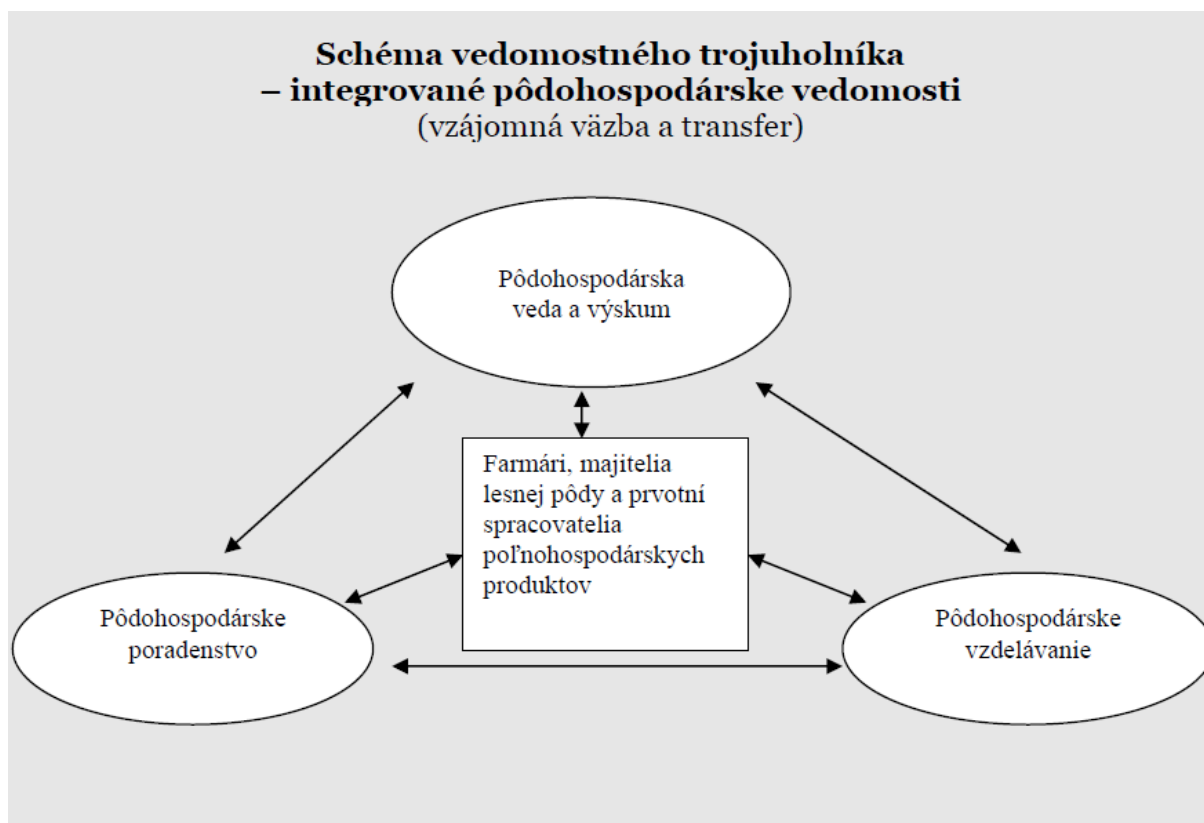 Schéma vedomostného trojuholníka
– integrované pôdohospodárske vedomosti
(vzájomná väzba a transfer)
Pôdohospodárska
veda a výskum
Farmári, majitelia
lesnej pôdy a prvotní
spracovatelia
poľnohospodárskych
produktov
Pôdohospodárske
poradenstvo
Pôdohospodárske
vzdelávanie